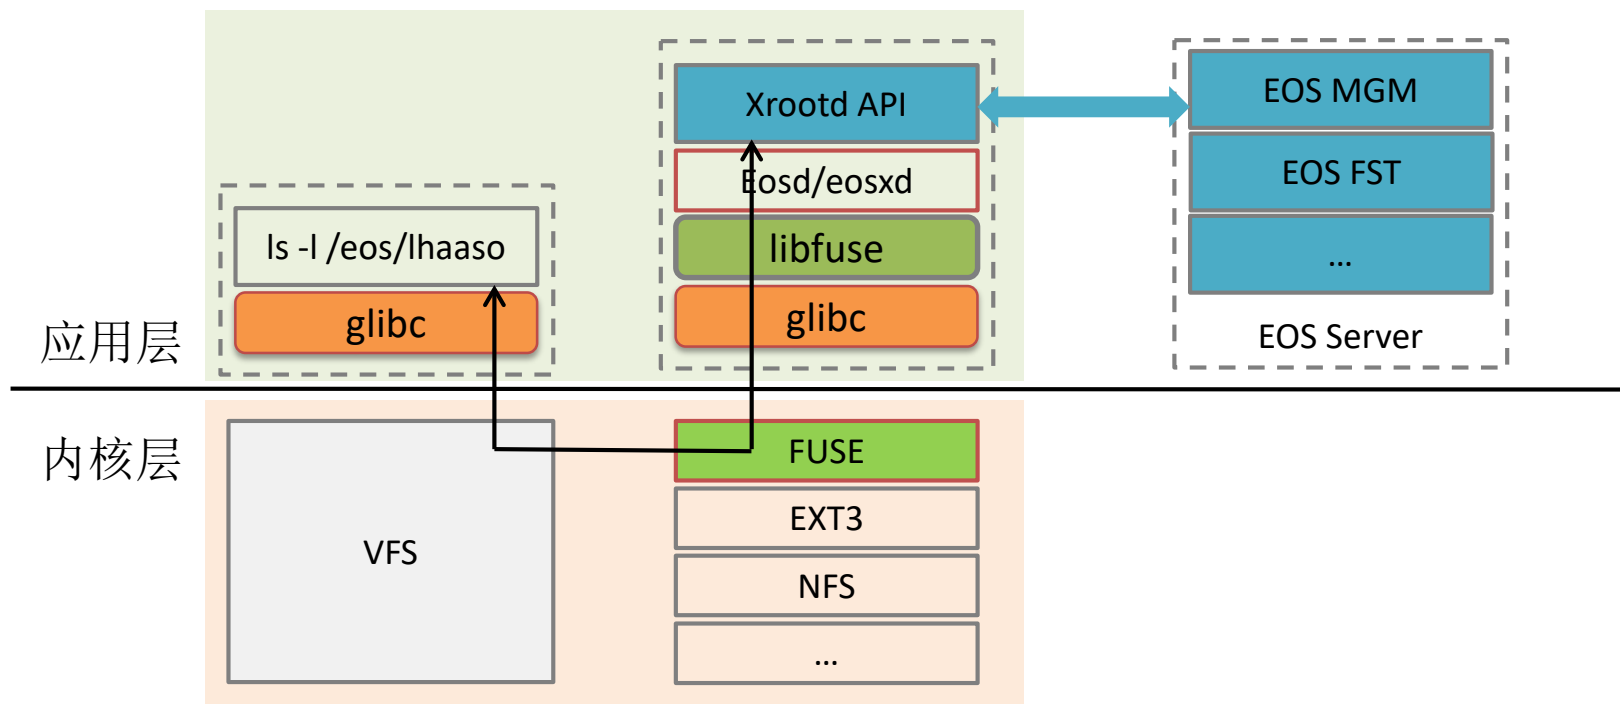 Xrootd API
Eosd/eosxd
libfuse
glibc
ls -l /eos/lhaaso
glibc
EOS MGM
EOS FST
...
EOS Server
应用层
内核层
VFS
FUSE
EXT3
NFS
...